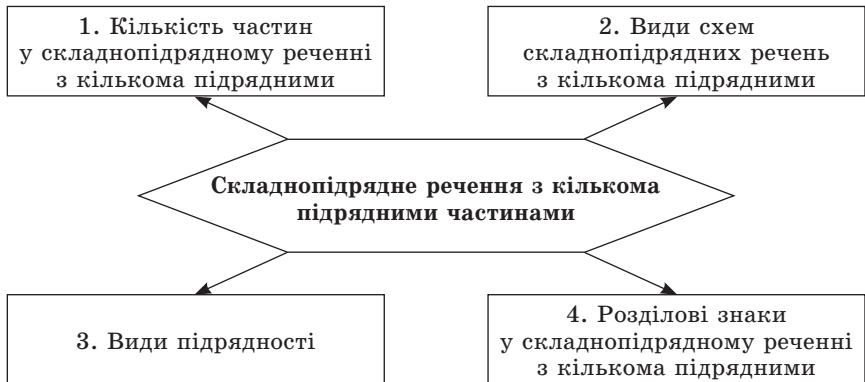 1. Кількість частин
у складнопідрядному реченні
з кількома підрядними
2. Види схем
складнопідрядних речень
з кількома підрядними
Складнопідрядне речення з кількома
підрядними частинами
3. Види підрядності
4. Розділові знаки
у складнопідрядному реченні
з кількома підрядними